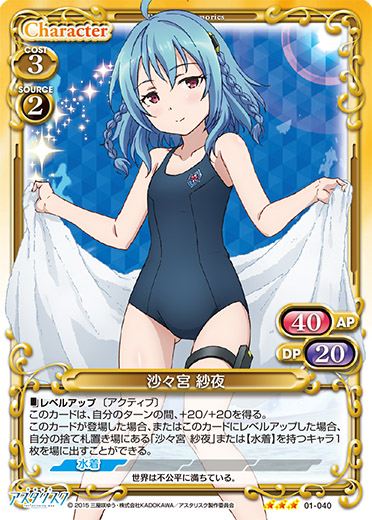 Character
COST
3
SOURCE
2
40 AP
DP 20
沙々宮 紗夜
■レベルアップ〔アクティブ〕
このカードは、自分のターンの間、+20/+20を得る。
このカードが登場した場合、またはこのカードにレベルアップした場合、
自分の捨て札置き場にある「沙々宮 紗夜」または【水着】を持つキャラ1
枚を場に出すことができる。
水着
世界は不公平に満ちている。
アスタリスク
© 2015 三屋咲ゆう・株式会社KADOKAWA/アスタリスク製作委員会
★★★ 01-040